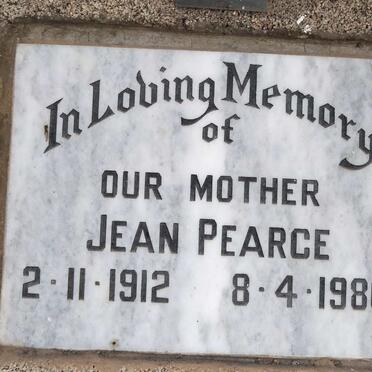 In Loving Memory
of
OUR MOTHER
JEAN PEARCE
2·11·1912 8·4·198